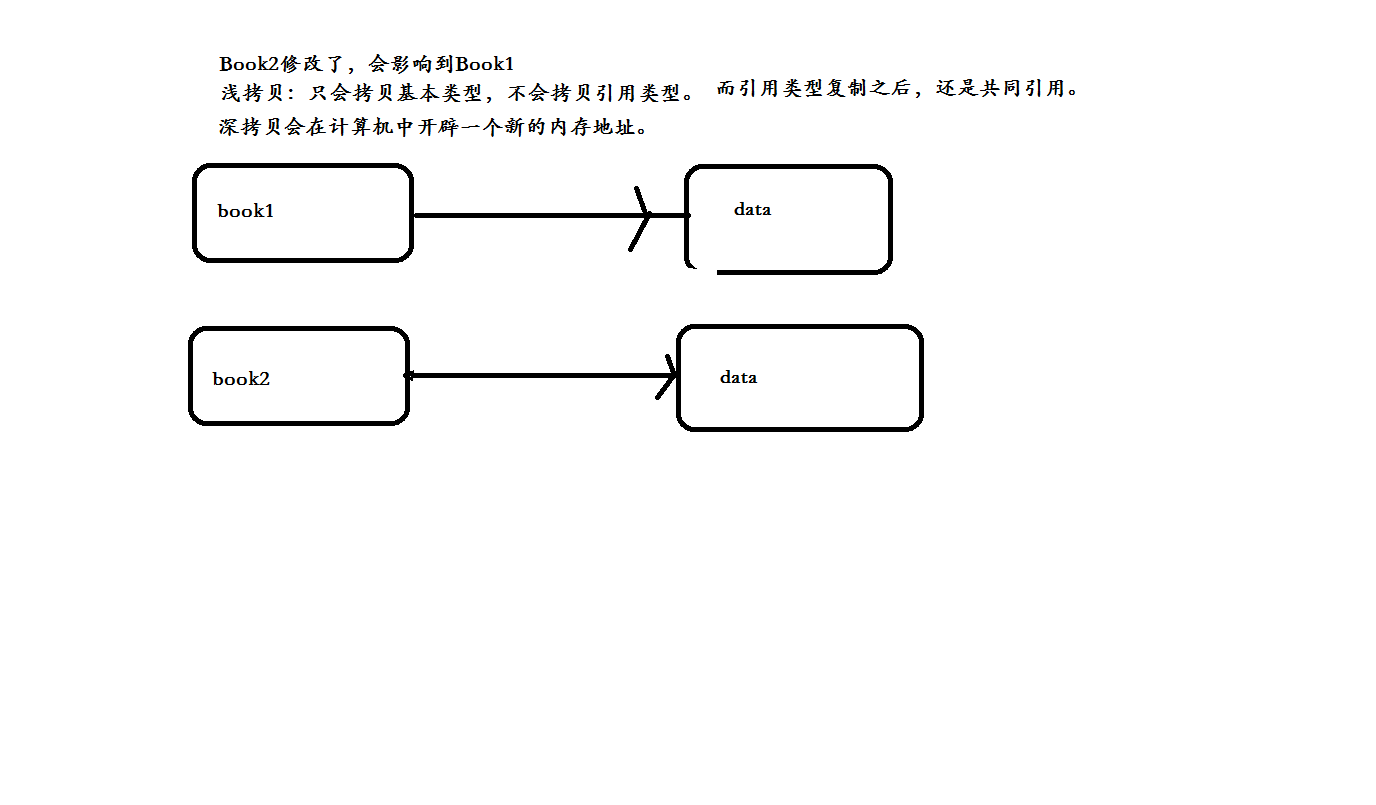 Book2修改了，会影响到Book1
浅拷贝：只会拷贝基本类型，不会拷贝引用类型。 而引用类型复制之后，还是共同引用。
深拷贝会在计算机中开辟一个新的内存地址。
book1
data
book2
data